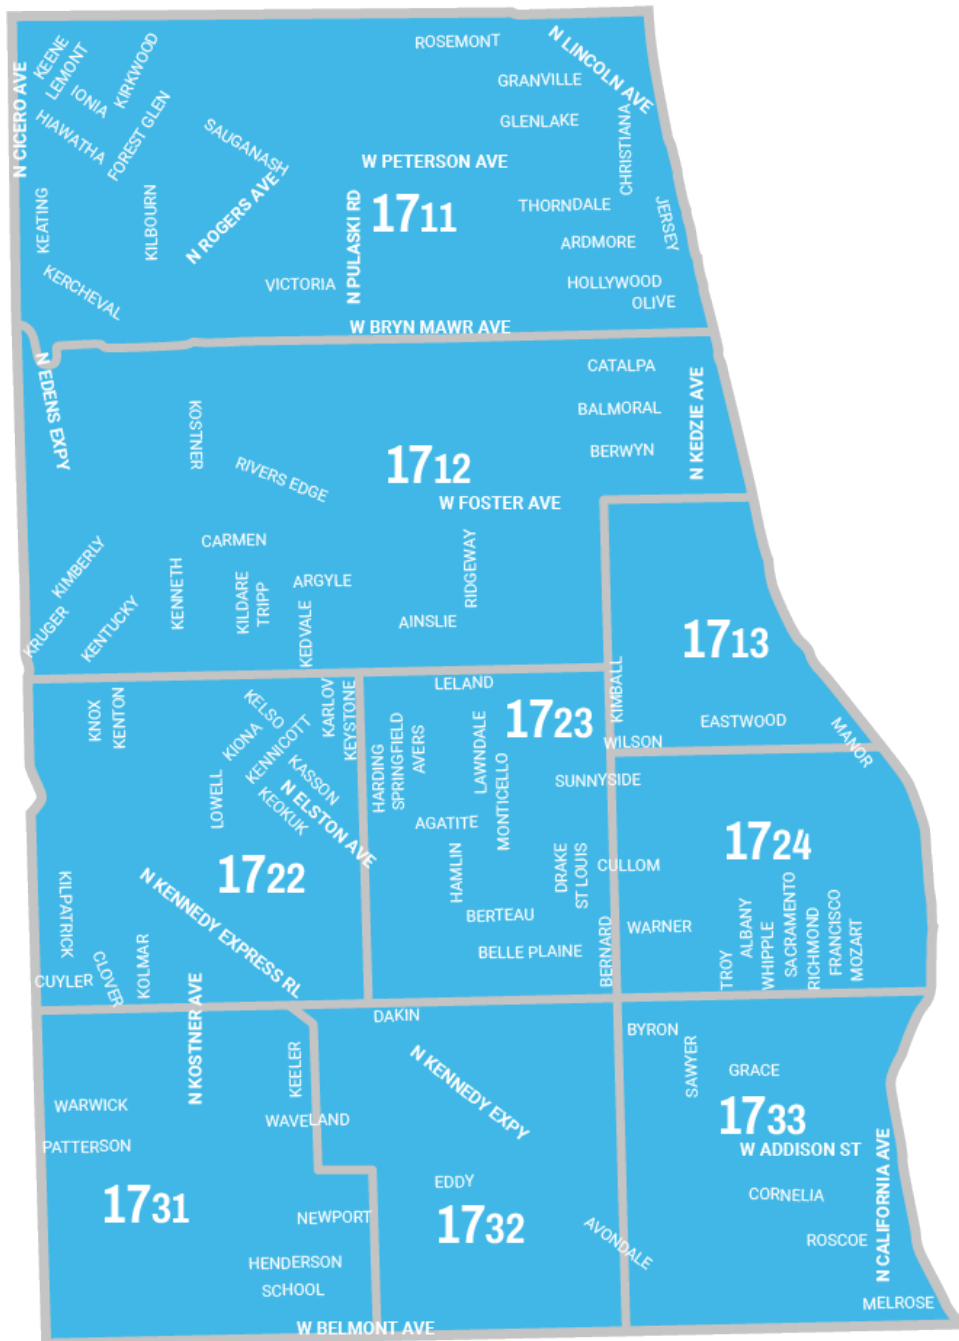 ROSEMONT
N LINCOLN AVE
KEENE
LEMONT
KIRKWOOD
IONIA
GRANVILLE
N CICERO AVE
HIAWATHA
FOREST GLEN
SAUGANASH
GLENLAKE
CHRISTIANA
W PETERSON AVE
KEATING
KILBOURN
N ROGERS AVE
N PULASKI RD
1711
THORNDALE
JERSEY
ARDMORE
KERCHEVAL
VICTORIA
HOLLYWOOD
OLIVE
W BRYN MAWR AVE
N EDENS EXPY
CATALPA
N KEDZIE AVE
KOSTNER
BALMORAL
BERWYN
RIVERS EDGE
1712
W FOSTER AVE
CARMEN
KIMBERLY
KENNETH
KILDARE
TRIPP
ARGYLE
RIDGEWAY
KRUGER
KENTUCKY
KEDVALE
AINSLIE
1713
KNOX
KENTON
KELSO
KARLOV
KEYSTONE
LELAND
KIMBALL
1723
EASTWOOD
MANOR
KIONA
KENNICOTT
HARDING
SPRINGFIELD
AVERS
LAWNDALE
WILSON
KASSON
MONTICELLO
SUNNYSIDE
LOWELL
KEOKUK
N ELSTON AVE
AGATITE
1724
1722
HAMLIN
DRAKE
ST LOUIS
CULLOM
KILPATRICK
N KENNEDY EXPRESS RL
BERTEAU
WARNER
ALBANY
SACRAMENTO
FRANCISCO
CLOVER
KOLMAR
BELLE PLAINE
BERNARD
TROY
WHIPPLE
RICHMOND
MOZART
CUYLER
N KOSTNER AVE
DAKIN
BYRON
KEELER
N KENNEDY EXPY
SAWYER
GRACE
WARWICK
WAVELAND
1733
PATTERSON
W ADDISON ST
N CALIFORNIA AVE
EDDY
1731
CORNELIA
NEWPORT
1732
AVONDALE
ROSCOE
HENDERSON
SCHOOL
MELROSE
W BELMONT AVE